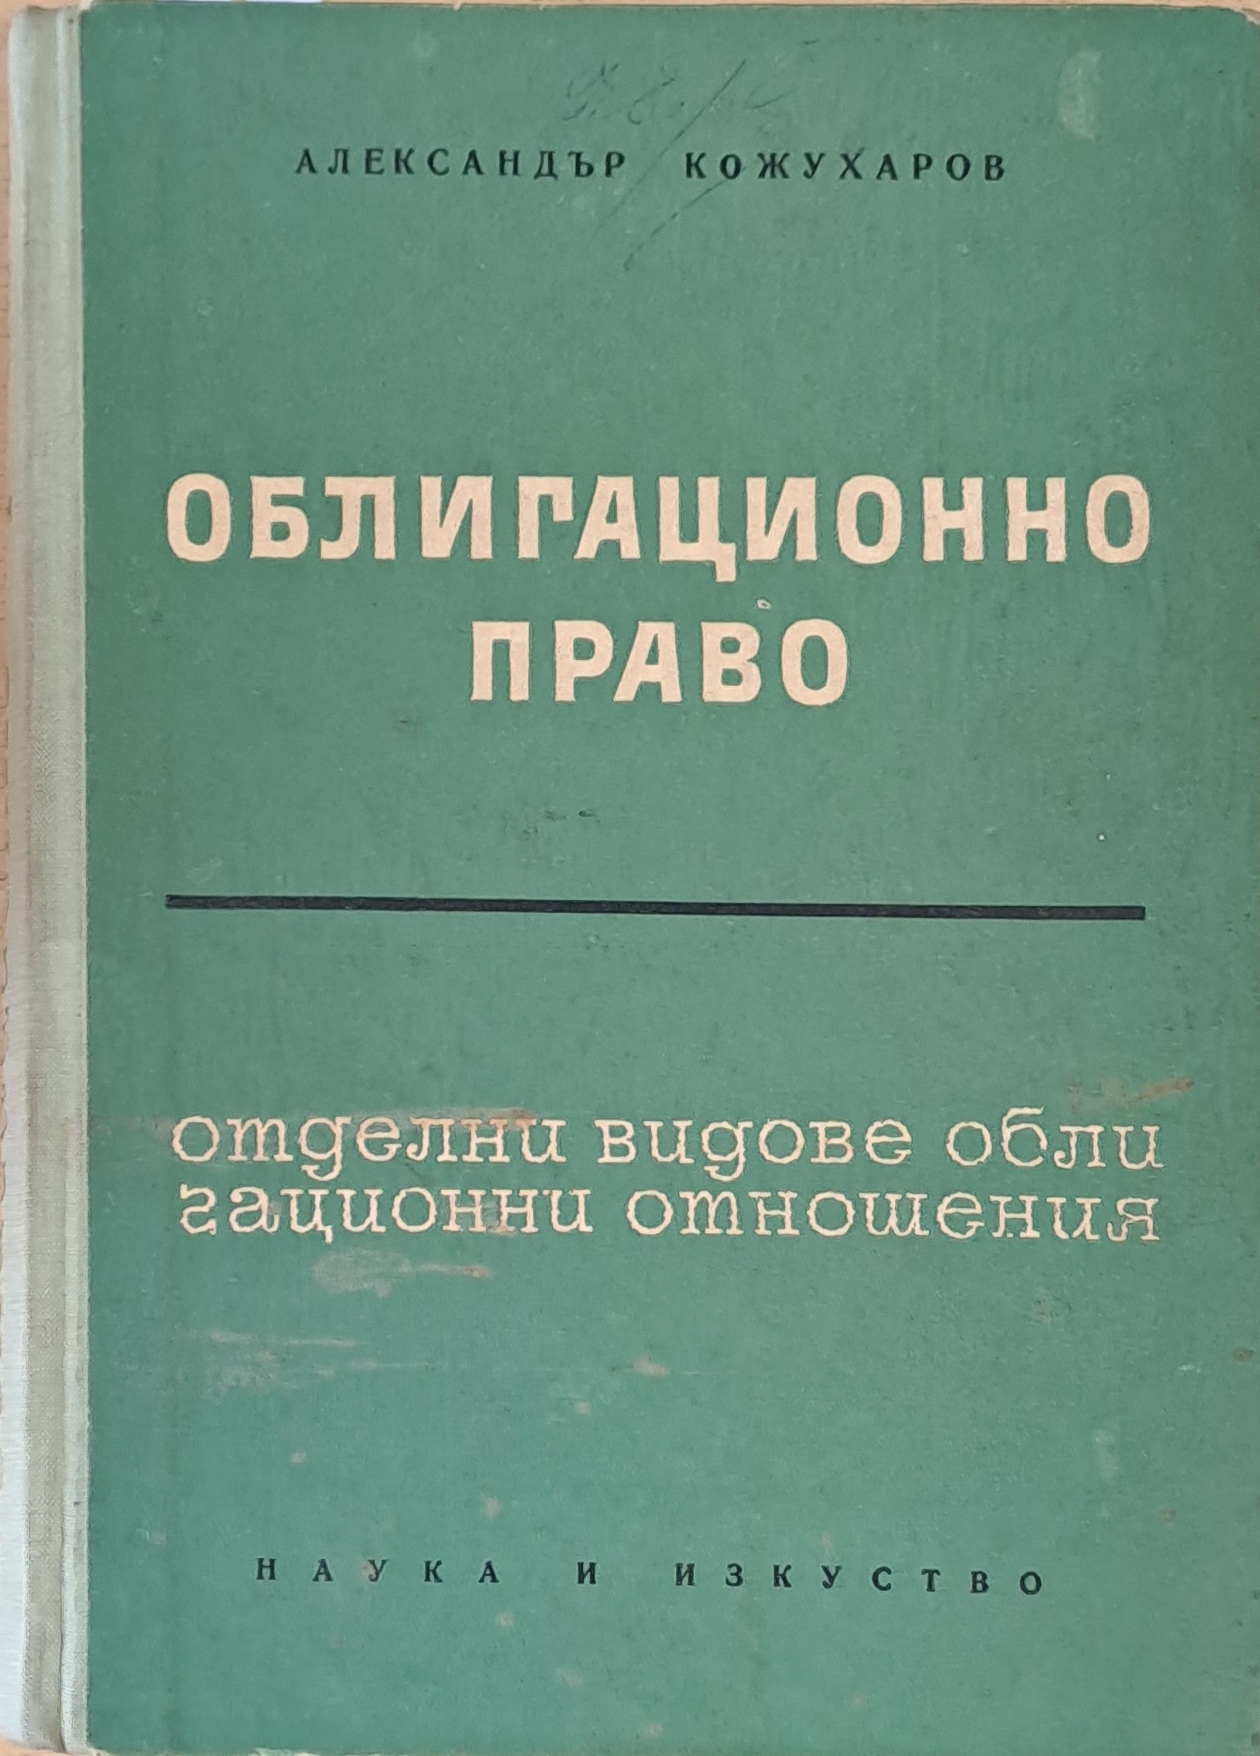 АЛЕКСАНДЪР КОЖУХАРОВ
ОБЛИГАЦИОННО
ПРАВО
отделни видове обли
гационни отношения
НАУКА И ИЗКУСТВО